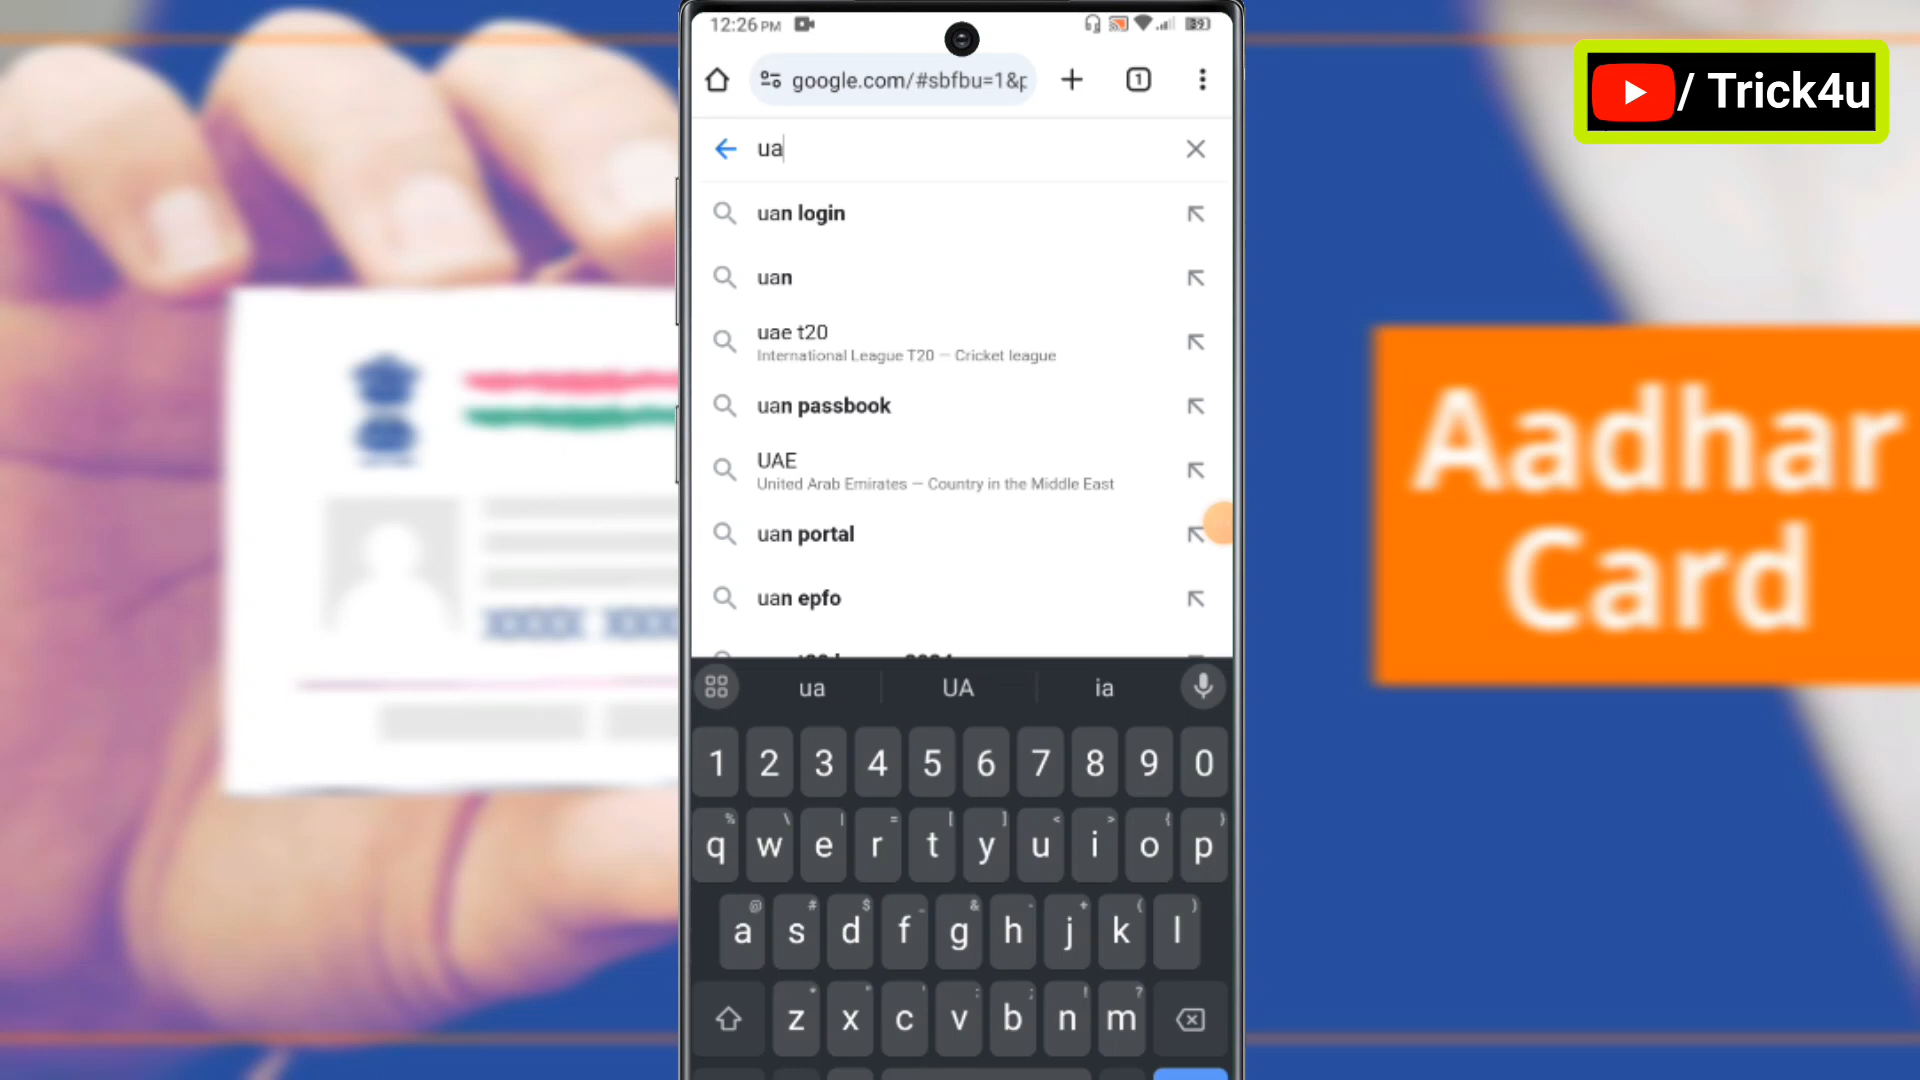 12:26 PM
39
google.com/#sbfbu=1&p
1
/ Trick4u
ua
uan login
uan
uae t20
International League T20 — Cricket league
uan passbook
UAE
United Arab Emirates — Country in the Middle East
uan portal
uan epfo
Aadhar
Card
ua UA ia
1 2 3 4 5 6 7 8 9 0
% \ | = [ ] < > { }
q w e r t y u i o p
@ # $ _ & - + ( )
a s d f g h j k l
* " ' : ; ! ?
z x c v b n m